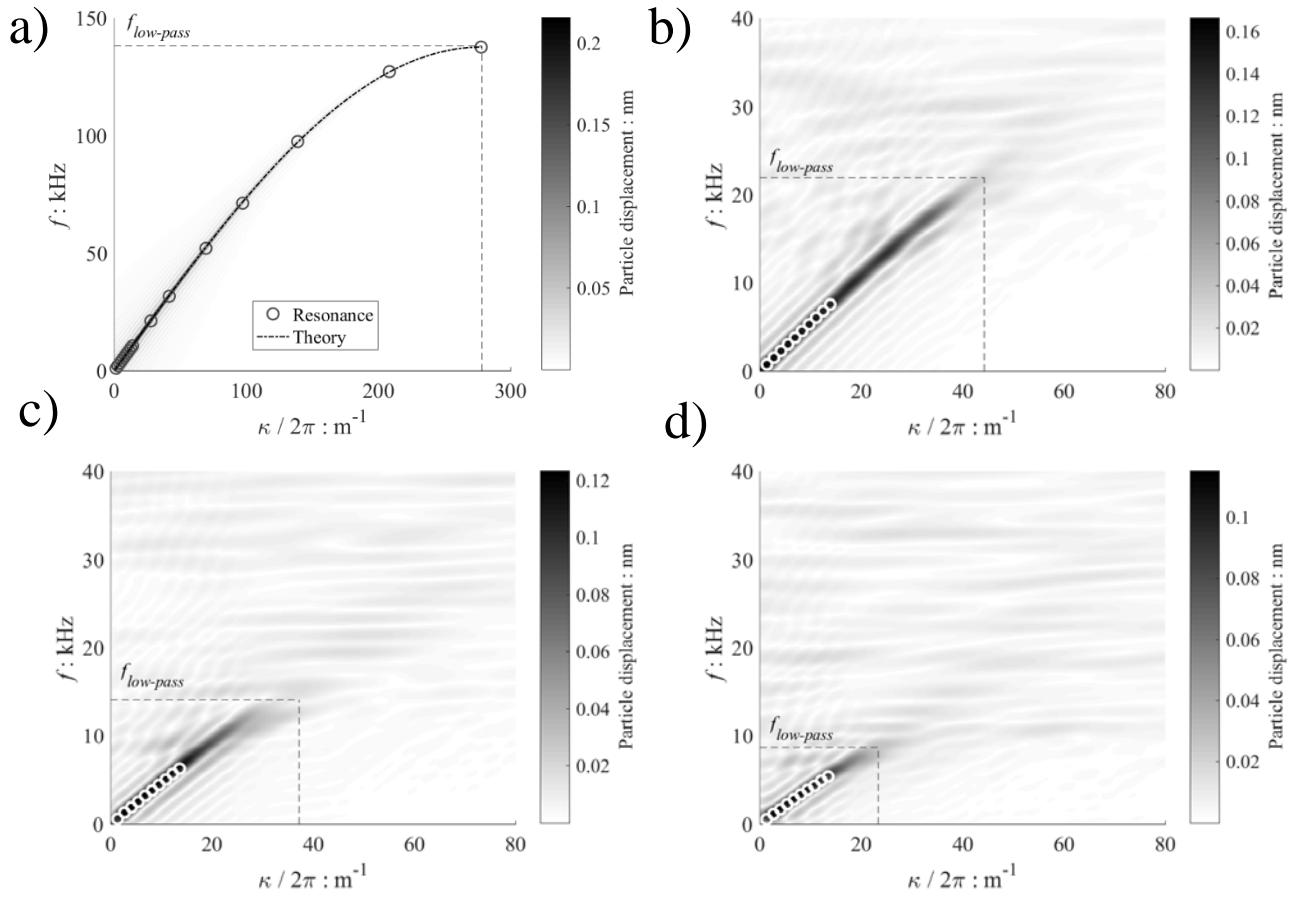 a)
f_low-pass
150
100
50
0
f : kHz
0
100
200
300
κ / 2π : m⁻¹
Resonance
Theory
0.2
0.15
0.1
0.05
Particle displacement : nm
b)
f_low-pass
40
30
20
10
0
f : kHz
0
20
40
60
80
κ / 2π : m⁻¹
0.16
0.14
0.12
0.1
0.08
0.06
0.04
0.02
Particle displacement : nm
c)
f_low-pass
40
30
20
10
0
f : kHz
0
20
40
60
80
κ / 2π : m⁻¹
0.12
0.1
0.08
0.06
0.04
0.02
Particle displacement : nm
d)
f_low-pass
40
30
20
10
0
f : kHz
0
20
40
60
80
κ / 2π : m⁻¹
0.1
0.08
0.06
0.04
0.02
Particle displacement : nm